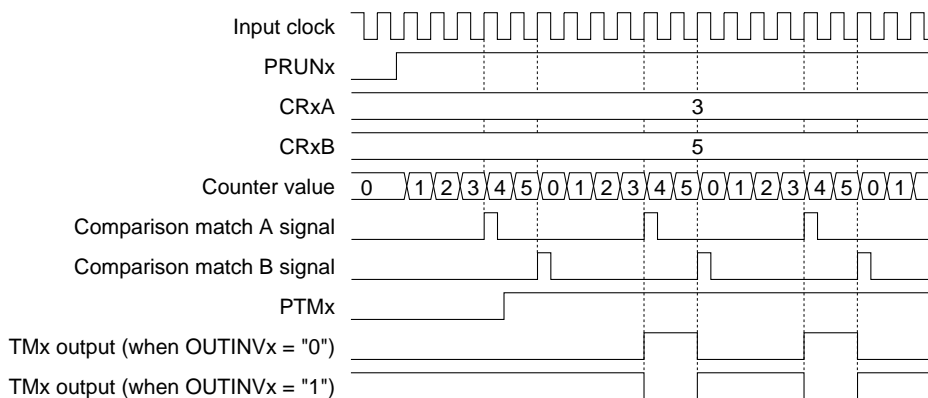 Input clock
PRUNx
CRxA 3
CRxB 5
Counter value 0 1 2 3 4 5 0 1 2 3 4 5 0 1 2 3 4 5 0 1
Comparison match A signal
Comparison match B signal
PTMx
TMx output (when OUTINVx = "0")
TMx output (when OUTINVx = "1")